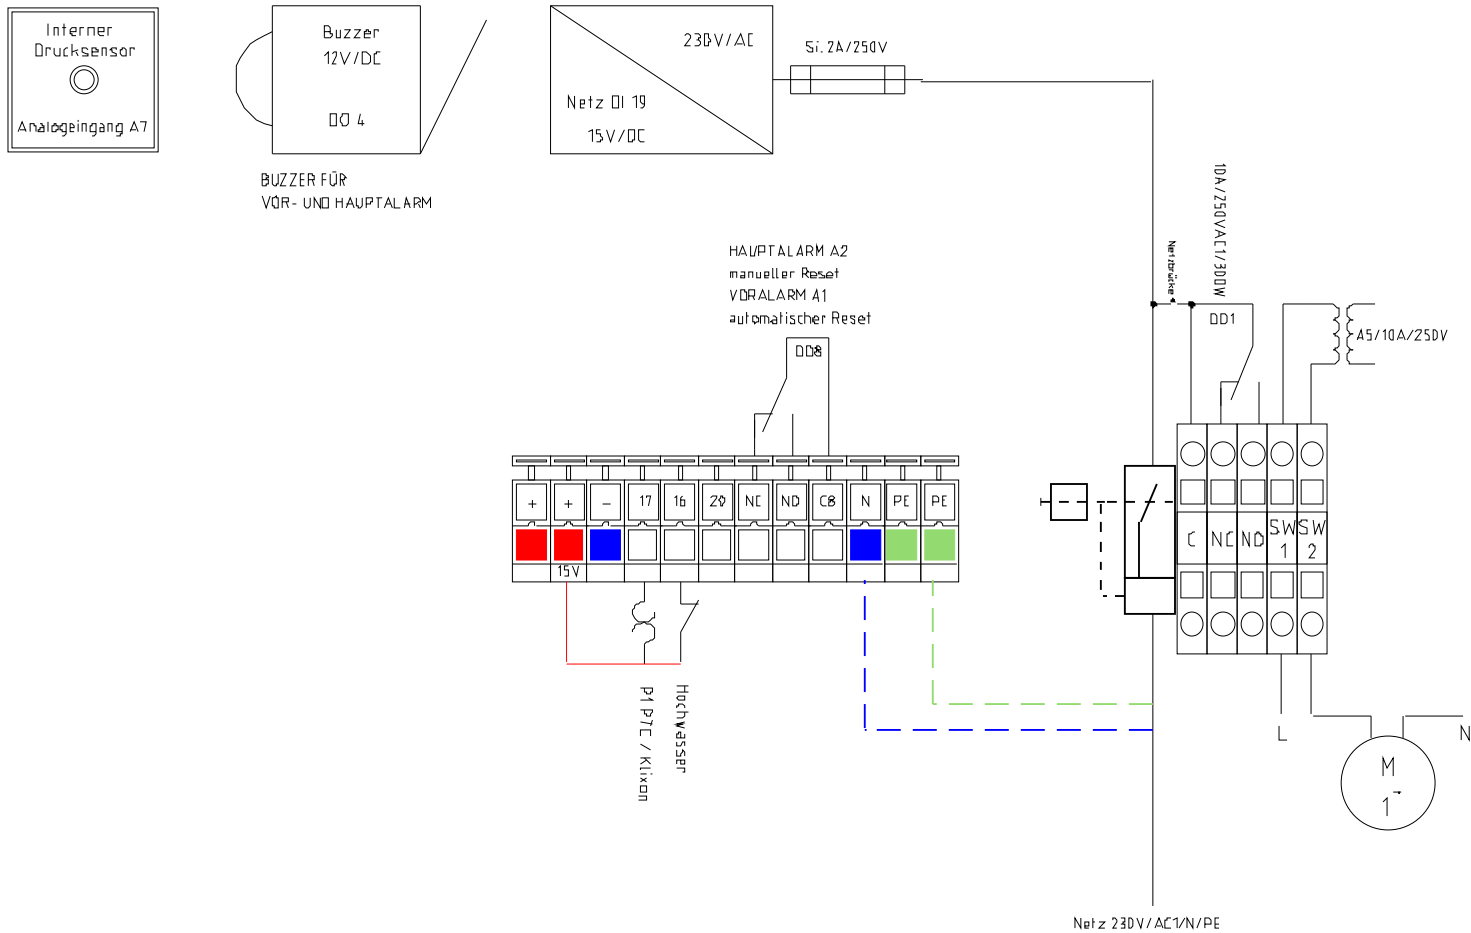 Interner
Drucksensor
Analogeingang A7
Buzzer
12V/DC
DO 4
BUZZER FÜR
VOR- UND HAUPTALARM
230V/AC
Netz DI 19
15V/DC
Si. 2A/250V
HAUPTALARM A2
manueller Reset
VORALARM A1
automatischer Reset
DO8
Netzbrücke
10A/250VAC1/300W
DO1
A5/10A/250V
+ + - 17 16 20 NC NO C8 N PE PE
15V
C NC NO SW 1 SW 2
P1 PTC / Klixon
Hochwasser
L
N
M
1~
Netz 230V/AC1/N/PE